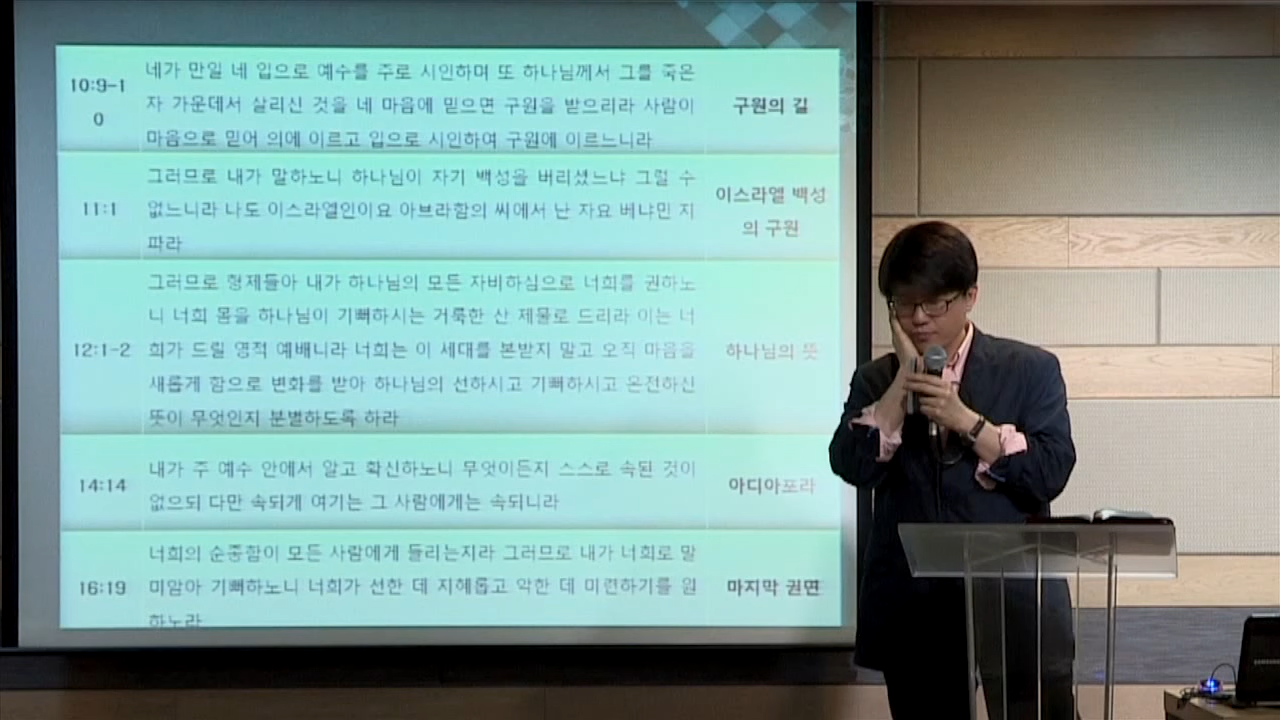 10:9-1
0
네가 만일 네 입으로 예수를 주로 시인하며 또 하나님께서 그를 죽은
자 가운데서 살리신 것을 네 마음에 믿으면 구원을 받으리라 사람이
마음으로 믿어 의에 이르고 입으로 시인하여 구원에 이르느니라
구원의 길
11:1
그러므로 내가 말하노니 하나님이 자기 백성을 버리셨느냐 그럴 수
없느니라 나도 이스라엘인이요 아브라함의 씨에서 난 자요 베냐민 지
파라
이스라엘 백성
의 구원
12:1-2
그러므로 형제들아 내가 하나님의 모든 자비하심으로 너희를 권하노
니 너희 몸을 하나님이 기뻐하시는 거룩한 산 제물로 드리라 이는 너
희가 드릴 영적 예배니라 너희는 이 세대를 본받지 말고 오직 마음을
새롭게 함으로 변화를 받아 하나님의 선하시고 기뻐하시고 온전하신
뜻이 무엇인지 분별하도록 하라
하나님의 뜻
14:14
내가 주 예수 안에서 알고 확신하노니 무엇이든지 스스로 속된 것이
없으되 다만 속되게 여기는 그 사람에게는 속되니라
아디아포라
16:19
너희의 순종함이 모든 사람에게 들리는지라 그러므로 내가 너희로 말
미암아 기뻐하노니 너희가 선한 데 지혜롭고 악한 데 미련하기를 원
하노라
마지막 권면